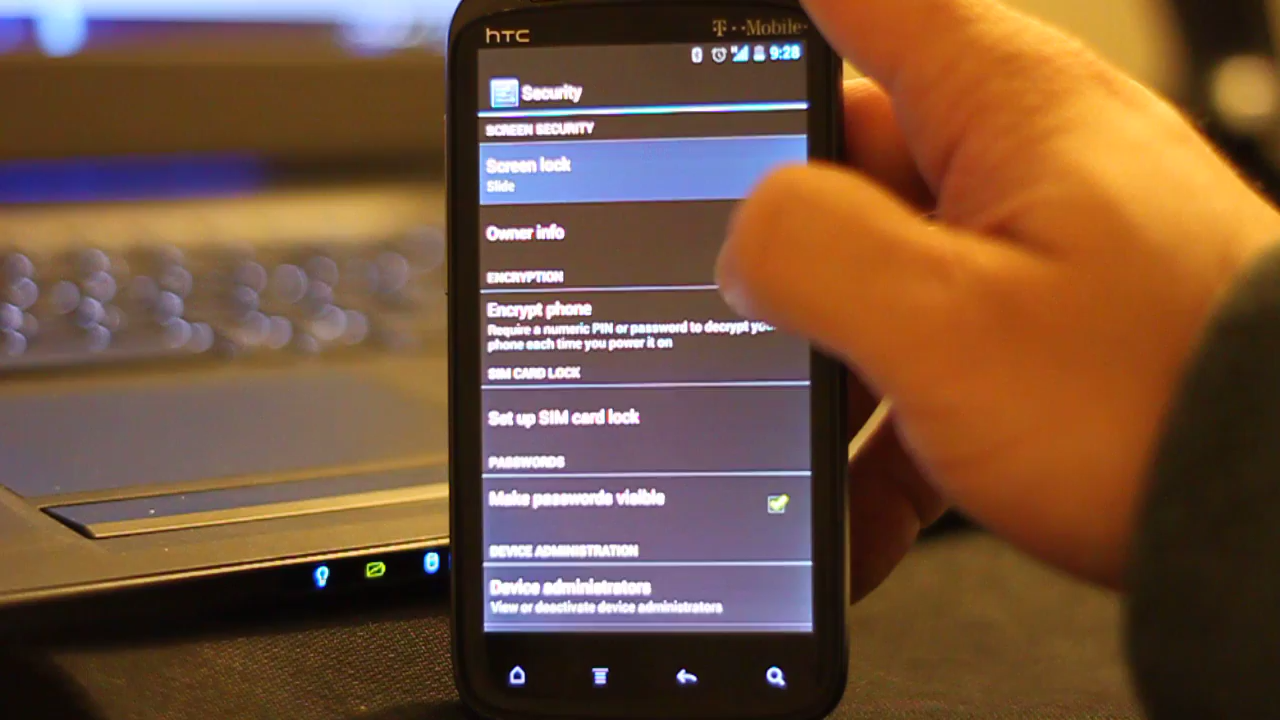 hTC
T··Mobile·
9:28
Security
SCREEN SECURITY
Screen lock
Slide
Owner info
ENCRYPTION
Encrypt phone
Require a numeric PIN or password to decrypt
phone each time you power it on
SIM CARD LOCK
Set up SIM card lock
PASSWORDS
Make passwords visible
DEVICE ADMINISTRATION
Device administrators
View or deactivate device administrators